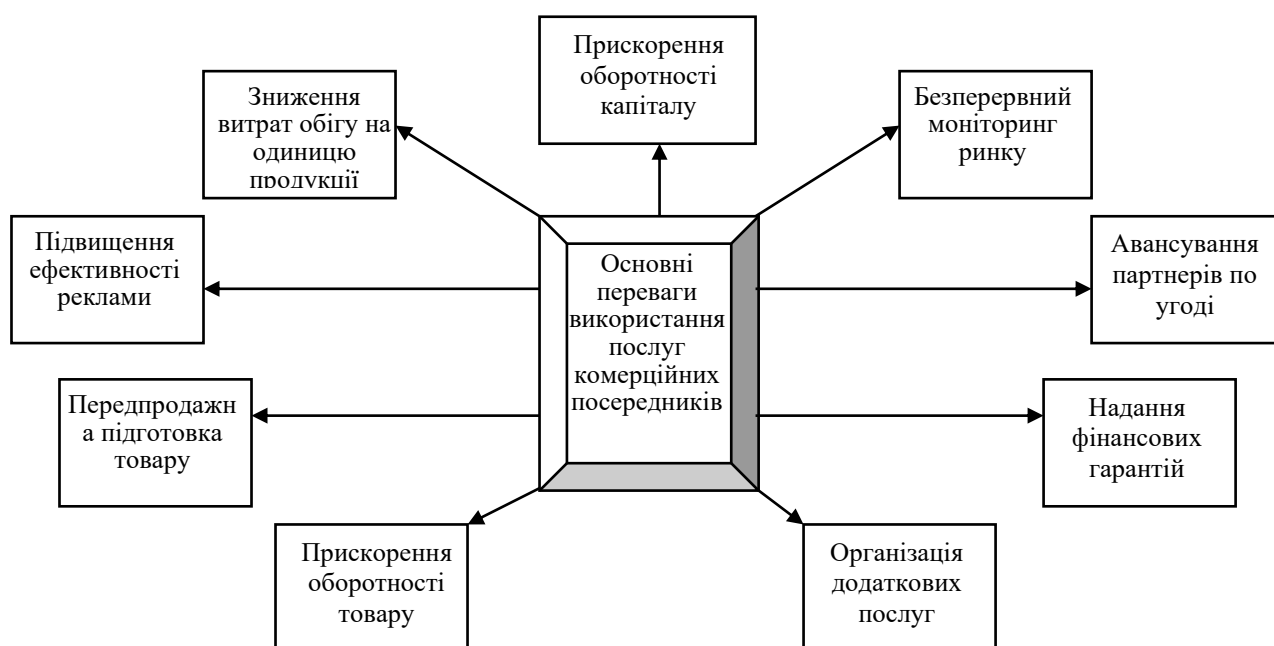 Прискорення
оборотності
капіталу
Зниження
витрат обігу на
одиницю
продукції
Безперервний
моніторинг
ринку
Підвищення
ефективності
реклами
Основні
переваги
використання
послуг
комерційних
посередників
Авансування
партнерів по
угоді
Передпродажн
а підготовка
товару
Надання
фінансових
гарантій
Прискорення
оборотності
товару
Організація
додаткових
послуг